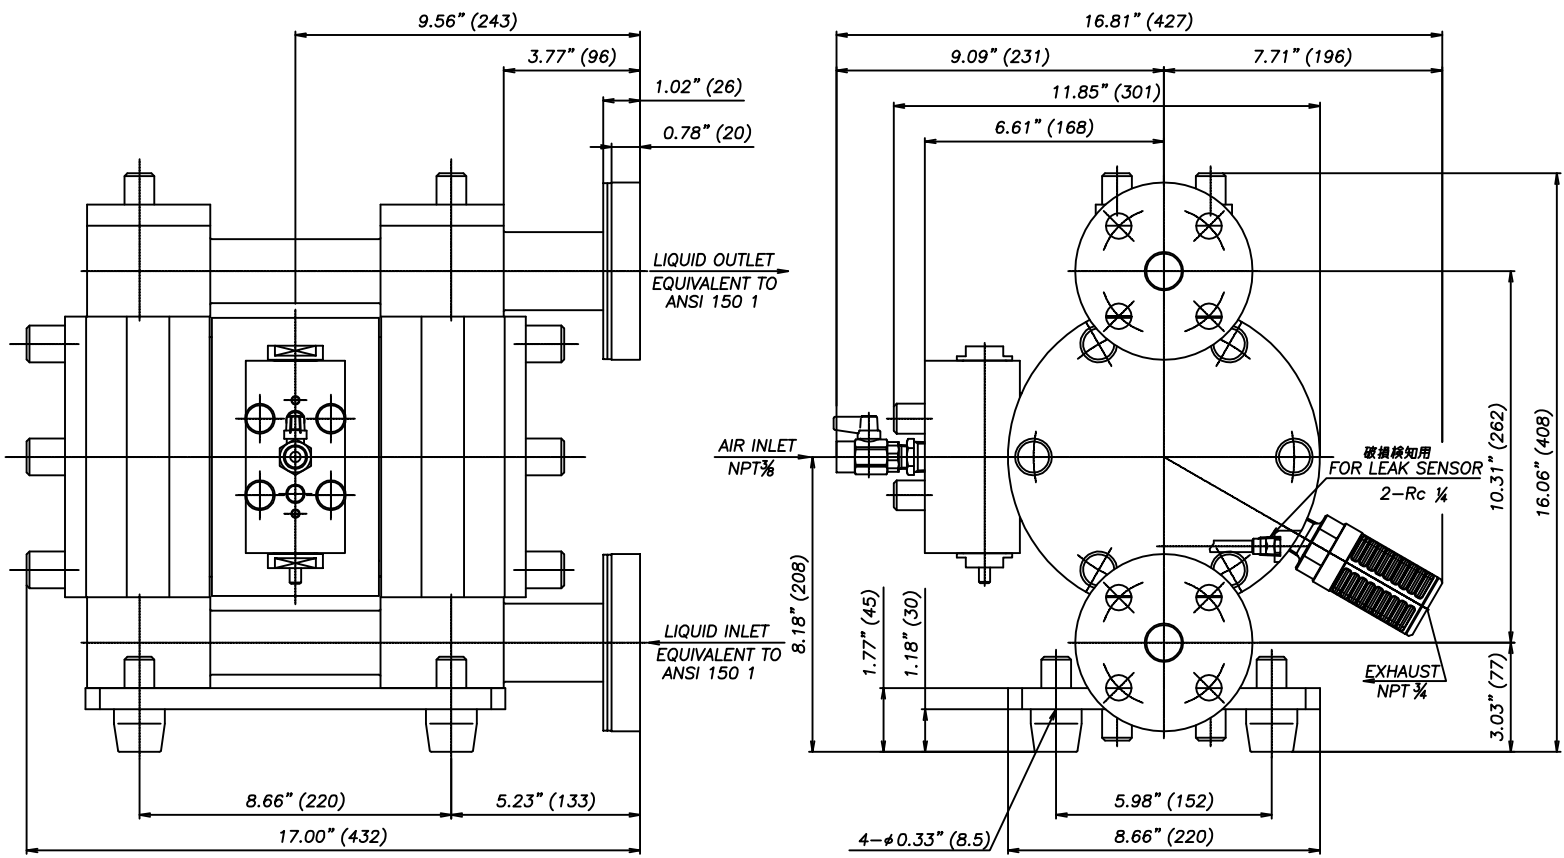 9.56” (243)
3.77” (96)
1.02” (26)
0.78” (20)
LIQUID OUTLET
EQUIVALENT TO
ANSI 150 1
LIQUID INLET
EQUIVALENT TO
ANSI 150 1
8.66” (220)
5.23” (133)
17.00” (432)
16.81” (427)
9.09” (231)
7.71” (196)
11.85” (301)
6.61” (168)
AIR INLET
NPT⅜
破損検知用
FOR LEAK SENSOR
2-Rc ¼
10.31” (262)
16.06” (408)
8.18” (208)
1.77” (45)
1.18” (30)
EXHAUST
NPT ¾
3.03” (77)
5.98” (152)
4-φ0.33” (8.5)
8.66” (220)